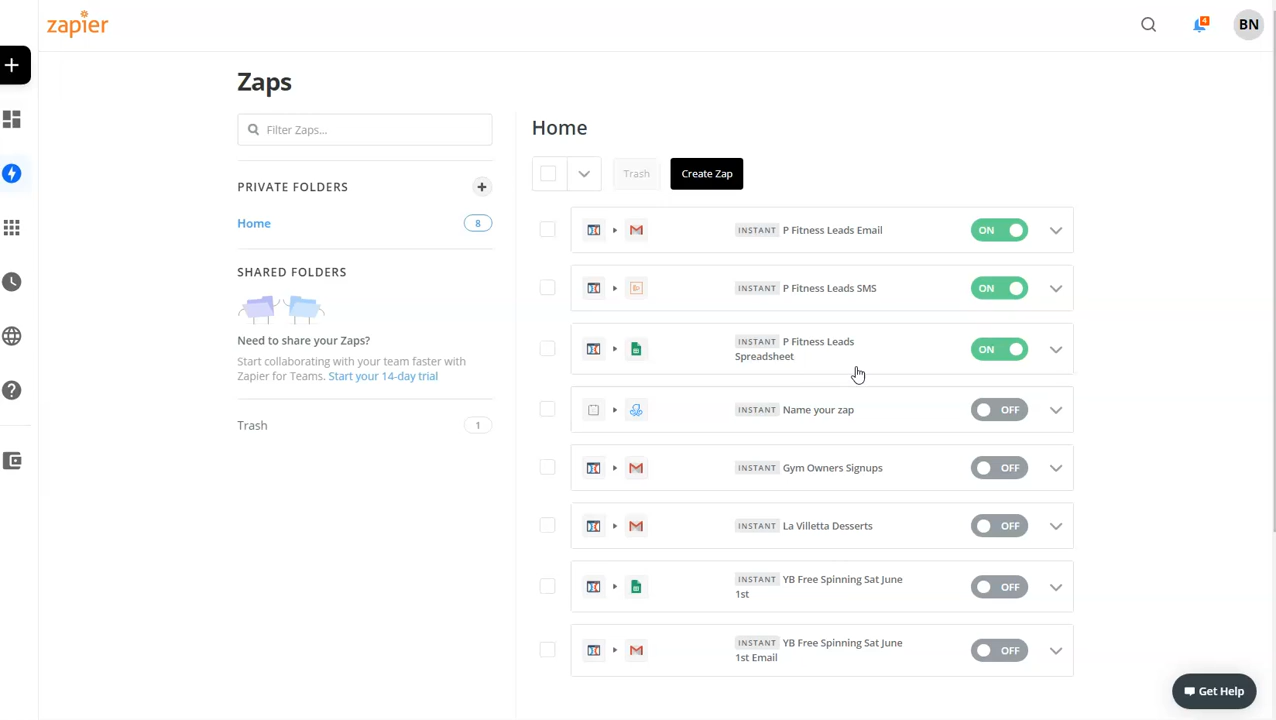 zapier
4
BN
Zaps
Filter Zaps...
PRIVATE FOLDERS
Home 8
SHARED FOLDERS
Need to share your Zaps?
Start collaborating with your team faster with
Zapier for Teams. Start your 14-day trial
Trash 1
Home
Trash
Create Zap
INSTANT P Fitness Leads Email ON
INSTANT P Fitness Leads SMS ON
INSTANT P Fitness Leads
Spreadsheet
ON
INSTANT Name your zap OFF
INSTANT Gym Owners Signups OFF
INSTANT La Villetta Desserts OFF
INSTANT YB Free Spinning Sat June
1st
OFF
INSTANT YB Free Spinning Sat June
1st Email
OFF
Get Help